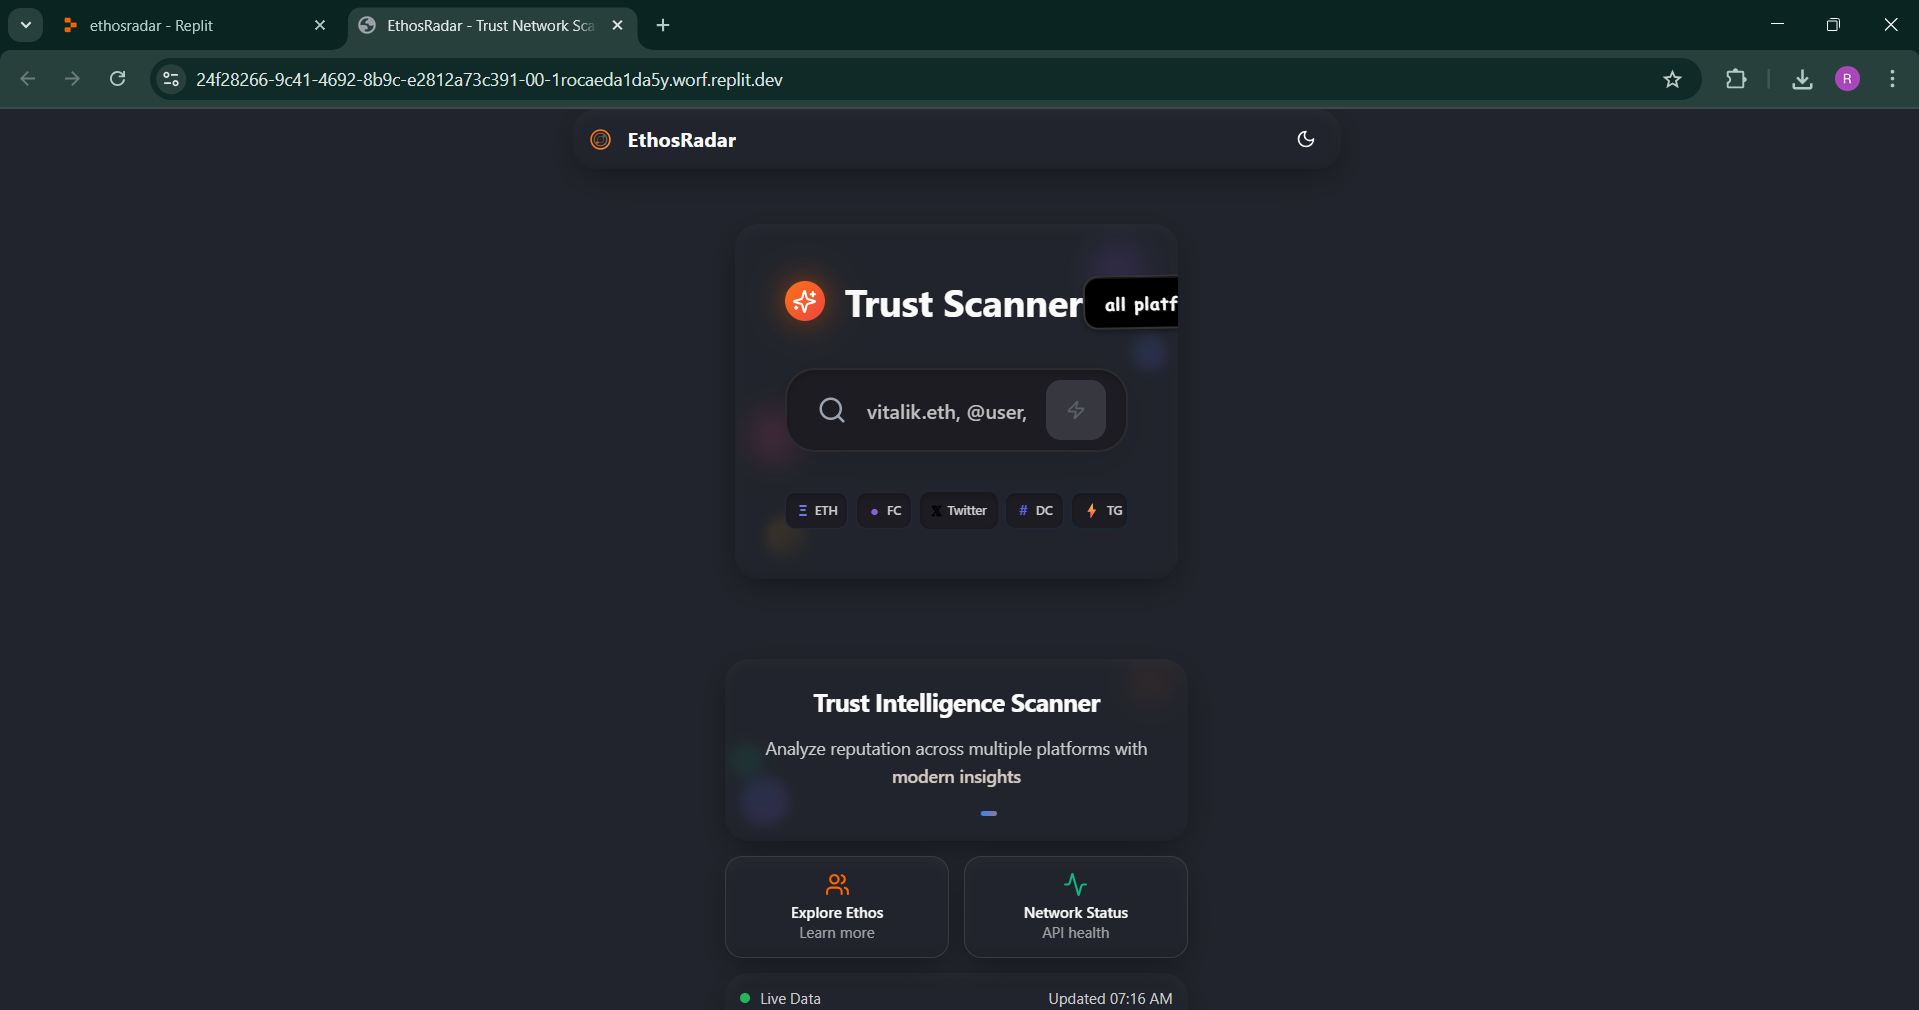 ethosradar - Replit
EthosRadar - Trust Network Sca
24f28266-9c41-4692-8b9c-e2812a73c391-00-1rocaeda1da5y.worf.replit.dev
R
EthosRadar
Trust Scanner
all platf
vitalik.eth, @user,
ETH
FC
X Twitter
# DC
TG
Trust Intelligence Scanner
Analyze reputation across multiple platforms with
modern insights
Explore Ethos
Learn more
Network Status
API health
Live Data
Updated 07:16 AM